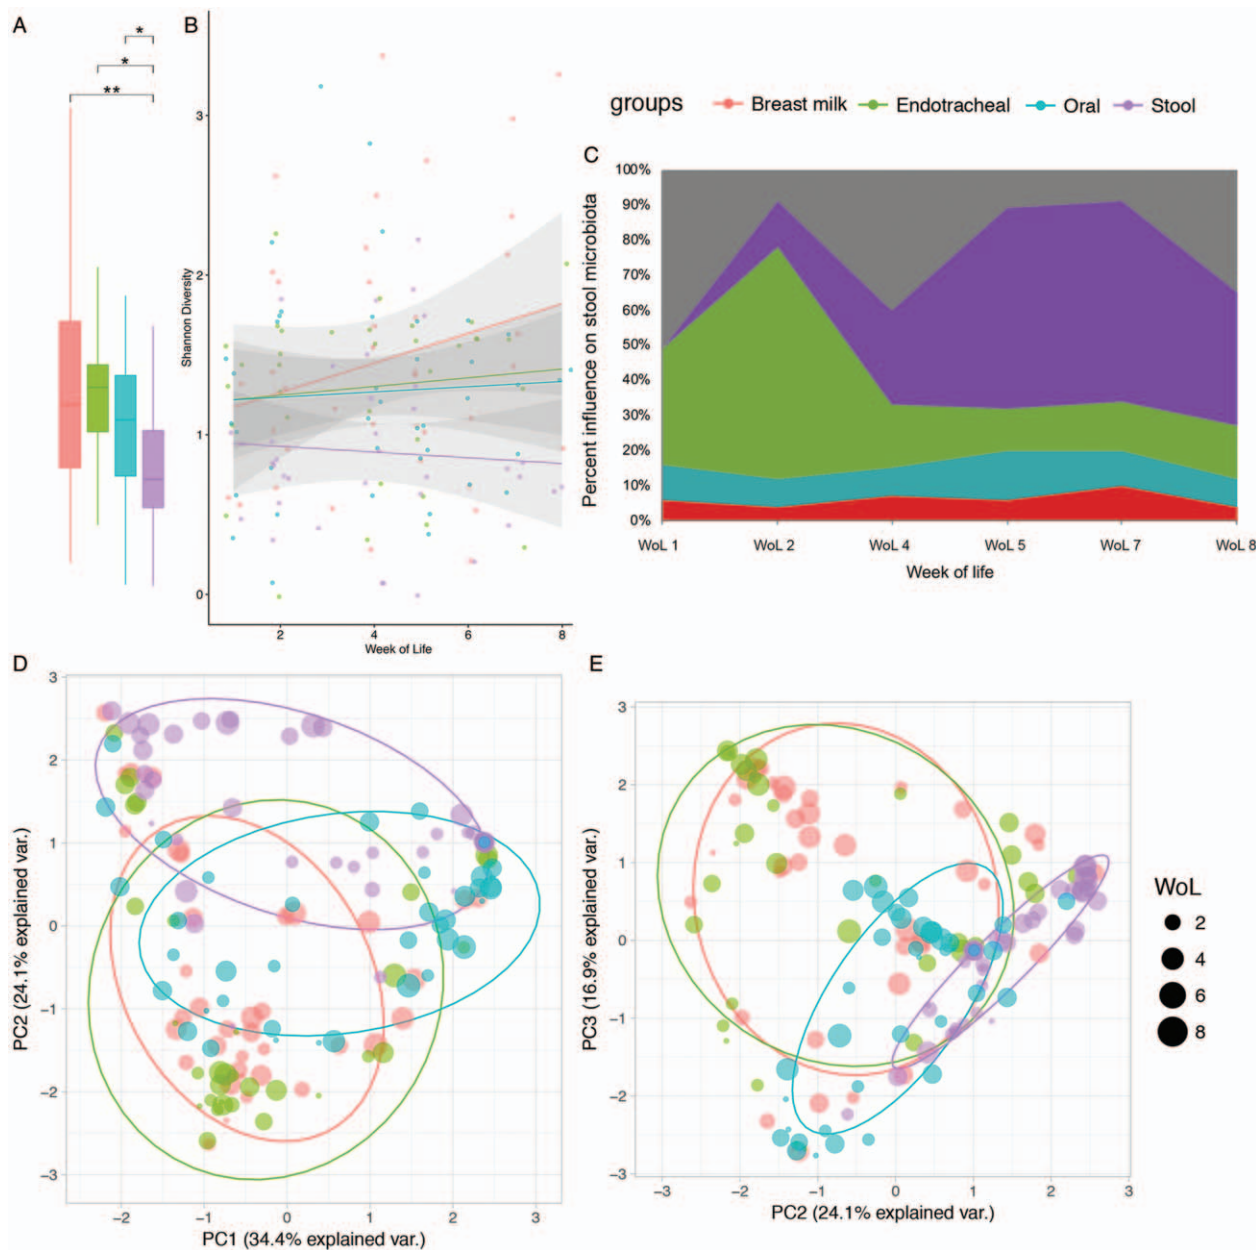 A
B
*
*
**
groups Breast milk Endotracheal Oral Stool
Shannon Diversity
3
2
1
0
2 4 6 8
Week of Life
C
Percent influence on stool microbiota
100%
90%
80%
70%
60%
50%
40%
30%
20%
10%
0%
WoL 1 WoL 2 WoL 4 WoL 5 WoL 7 WoL 8
Week of life
D
PC2 (24.1% explained var.)
3
2
1
0
−1
−2
−3
−2 −1 0 1 2 3
PC1 (34.4% explained var.)
E
PC3 (16.9% explained var.)
3
2
1
0
−1
−2
−3
−3 −2 −1 0 1 2 3
PC2 (24.1% explained var.)
WoL
2
4
6
8